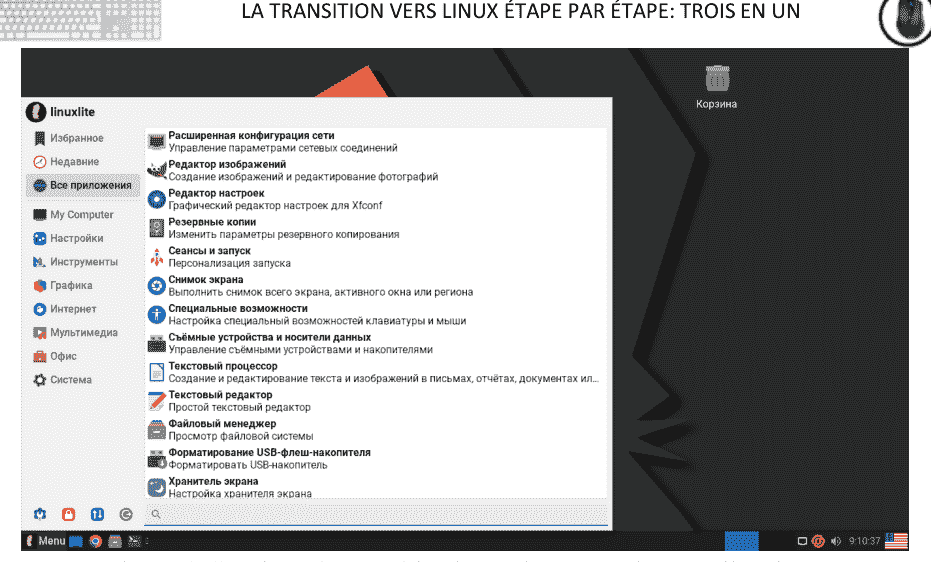 LA TRANSITION VERS LINUX ÉTAPE PAR ÉTAPE: TROIS EN UN
Корзина
linuxlite
Избранное
Недавние
Все приложения
My Computer
Настройки
Инструменты
Графика
Интернет
Мультимедиа
Офис
Система
Расширенная конфигурация сети
Управление параметрами сетевых соединений
Редактор изображений
Создание изображений и редактирование фотографий
Редактор настроек
Графический редактор настроек для Xfconf
Резервные копии
Изменить параметры резервного копирования
Сеансы и запуск
Персонализация запуска
Снимок экрана
Выполнить снимок всего экрана, активного окна или региона
Специальные возможности
Настройка специальный возможностей клавиатуры и мыши
Съёмные устройства и носители данных
Управление съёмными устройствами и накопителями
Текстовый процессор
Создание и редактирование текста и изображений в письмах, отчётах, документах ил...
Текстовый редактор
Простой текстовый редактор
Файловый менеджер
Просмотр файловой системы
Форматирование USB-флеш-накопителя
Форматировать USB-накопитель
Хранитель экрана
Настройка хранителя экрана
Menu
9:10:37